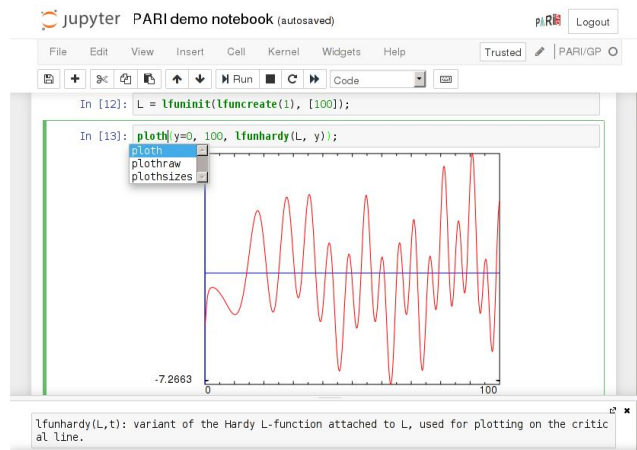 jupyter PARI demo notebook (autosaved) PARI Logout
File Edit View Insert Cell Kernel Widgets Help Trusted PARI/GP
Run C Code
In [12]: L = lfuninit(lfuncreate(1), [100]);
In [13]: ploth(y=0, 100, lfunhardy(L, y));
ploth
plothraw
plothsizes
-7.2663
0 100
lfunhardy(L,t): variant of the Hardy L-function attached to L, used for plotting on the critic
al line.